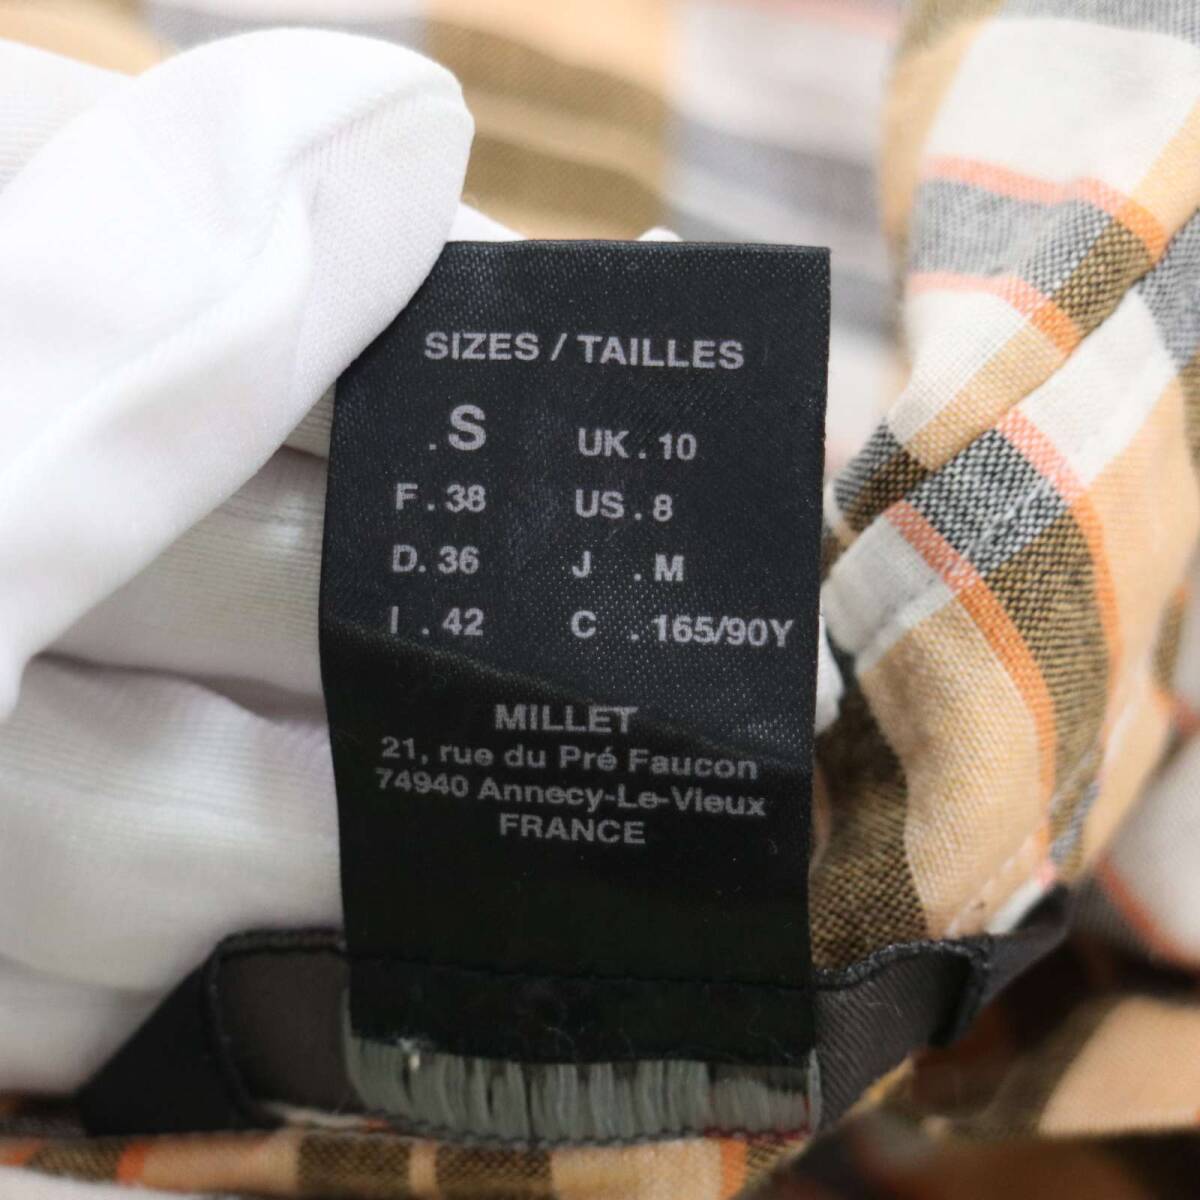 SIZES / TAILLES
.S UK . 10
F . 38 US . 8
D. 36 J . M
I . 42 C . 165/90Y
MILLET
21, rue du Pré Faucon
74940 Annecy-Le-Vieux
FRANCE